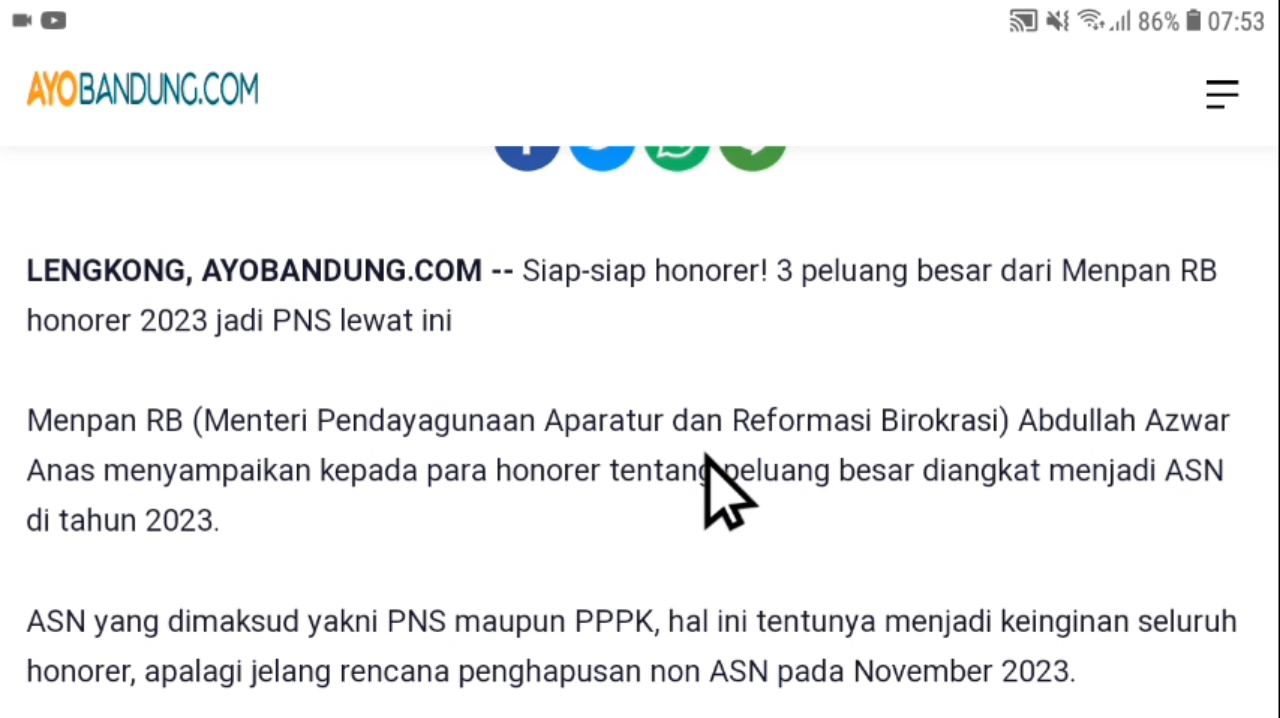 86% 07:53
AYOBANDUNG.COM
LENGKONG, AYOBANDUNG.COM -- Siap-siap honorer! 3 peluang besar dari Menpan RB
honorer 2023 jadi PNS lewat ini
Menpan RB (Menteri Pendayagunaan Aparatur dan Reformasi Birokrasi) Abdullah Azwar
Anas menyampaikan kepada para honorer tentang peluang besar diangkat menjadi ASN
di tahun 2023.
ASN yang dimaksud yakni PNS maupun PPPK, hal ini tentunya menjadi keinginan seluruh
honorer, apalagi jelang rencana penghapusan non ASN pada November 2023.